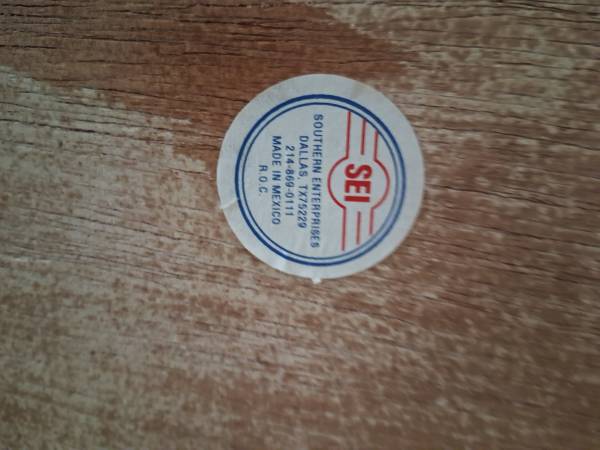 SEI
SOUTHERN ENTERPRISES
DALLAS, TX75229
214-869-0111
MADE IN MEXICO
R.O.C.